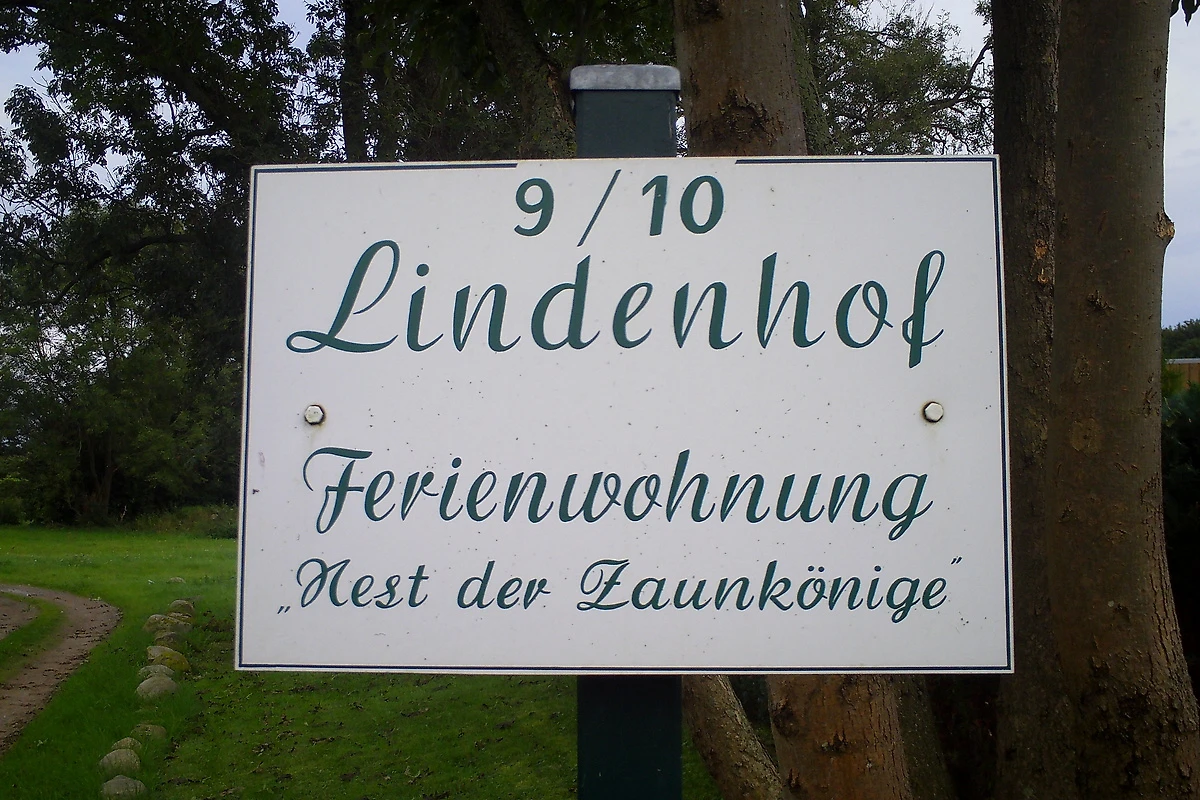 9/10
Lindenhof
Ferienwohnung
„Nest der Zaunkönige”